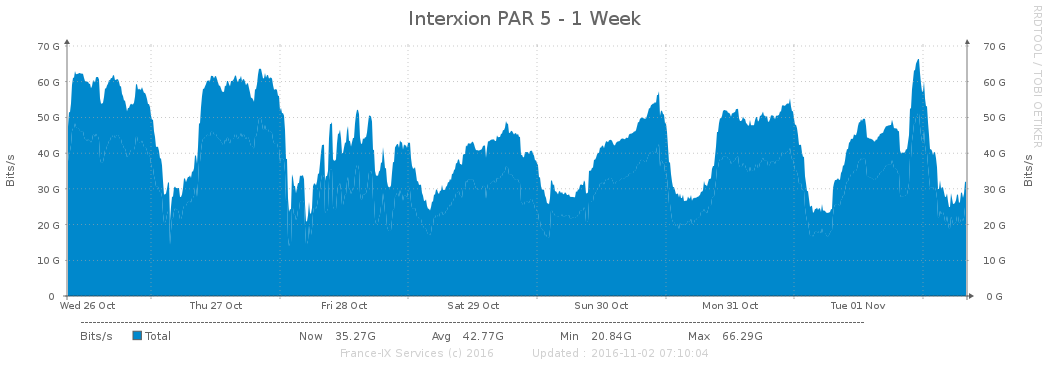 Interxion PAR 5 - 1 Week
RRDTOOL / TOBI OETIKER
70 G 70 G
60 G 60 G
50 G 50 G
40 G 40 G
30 G 30 G
20 G 20 G
10 G 10 G
0 0 G
Bits/s
Bits/s
Wed 26 Oct Thu 27 Oct Fri 28 Oct Sat 29 Oct Sun 30 Oct Mon 31 Oct Tue 01 Nov
Bits/s Total Now 35.27G Avg 42.77G Min 20.84G Max 66.29G
France-IX Services (c) 2016 Updated : 2016-11-02 07:10:04